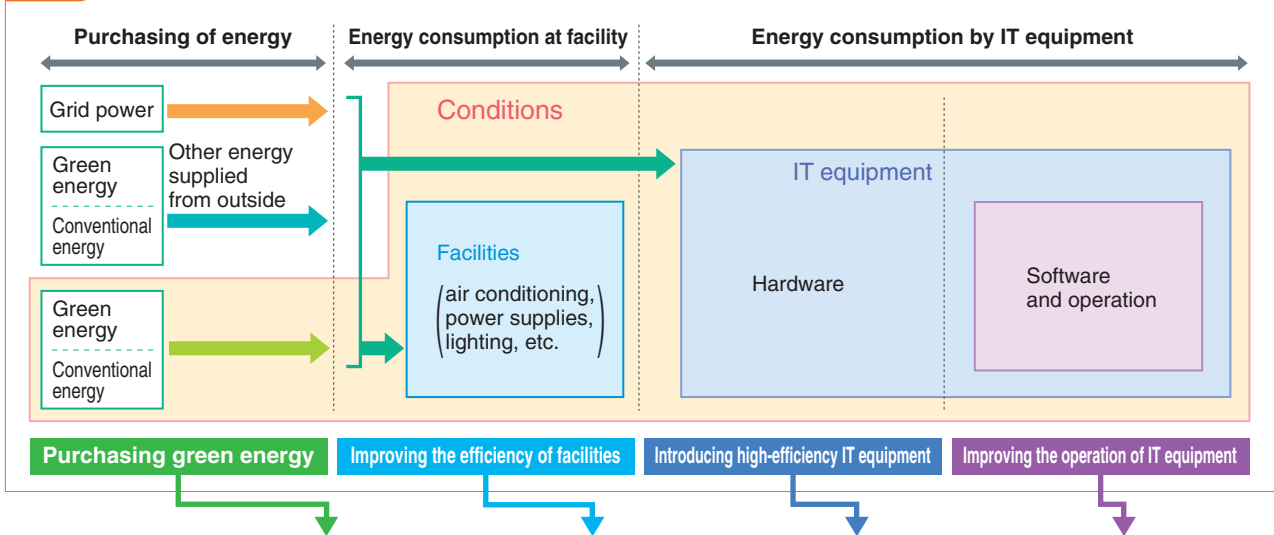 Purchasing of energy
Energy consumption at facility
Energy consumption by IT equipment
Grid power
Conditions
Green
energy
Conventional
energy
Other energy
supplied
from outside
IT equipment
Facilities
(air conditioning,
power supplies,
lighting, etc.)
Hardware
Software
and operation
Green
energy
Conventional
energy
Purchasing green energy
Improving the efficiency of facilities
Introducing high-efficiency IT equipment
Improving the operation of IT equipment